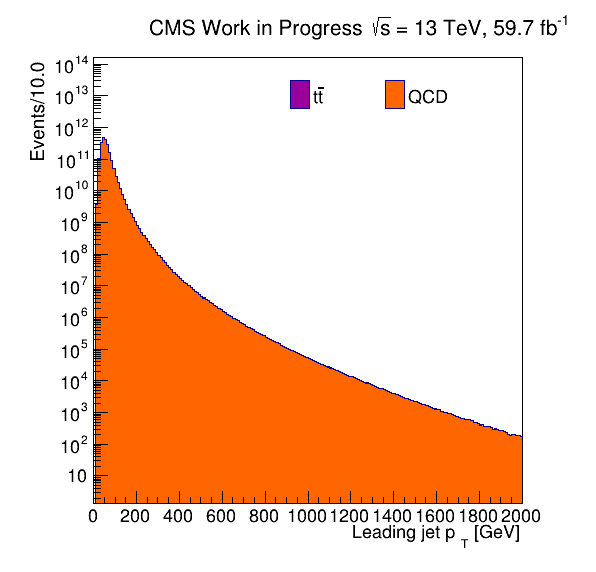 CMS Work in Progress √s = 13 TeV, 59.7 fb⁻¹
Events/10.0
tt̄ QCD
10¹⁴
10¹³
10¹²
10¹¹
10¹⁰
10⁹
10⁸
10⁷
10⁶
10⁵
10⁴
10³
10²
10
0 200 400 600 800 1000 1200 1400 1600 1800 2000
Leading jet p_T [GeV]